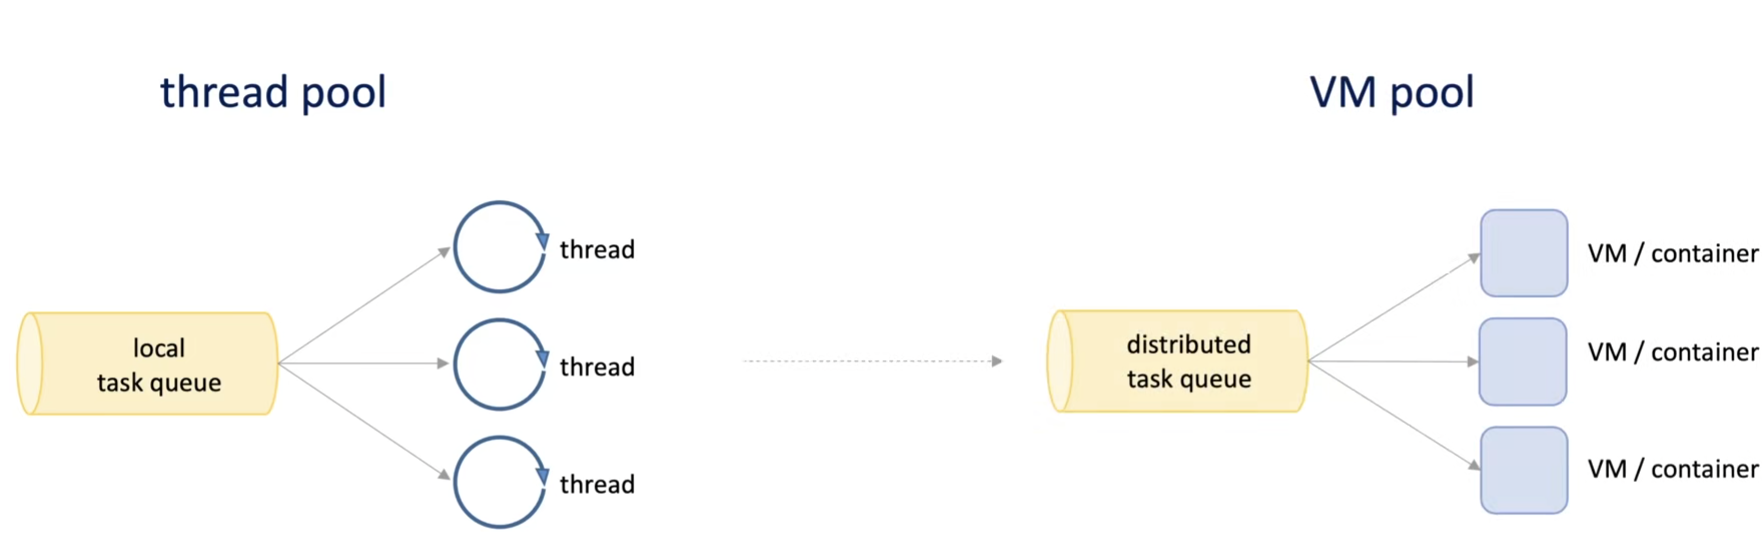 thread pool
VM pool
local
task queue
thread
thread
thread
distributed
task queue
VM / container
VM / container
VM / container